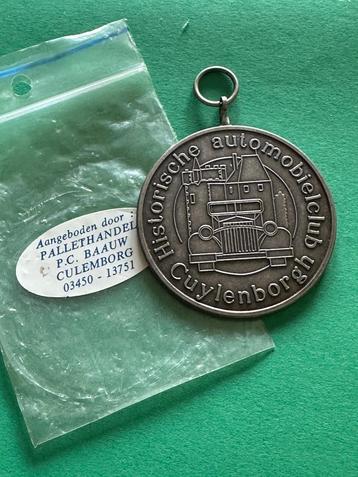 Aangeboden door
PALLETHANDEL
P.C. BAAUW
CULEMBORG
03450 - 13751
Historische automobielclub
Cuylenborgh